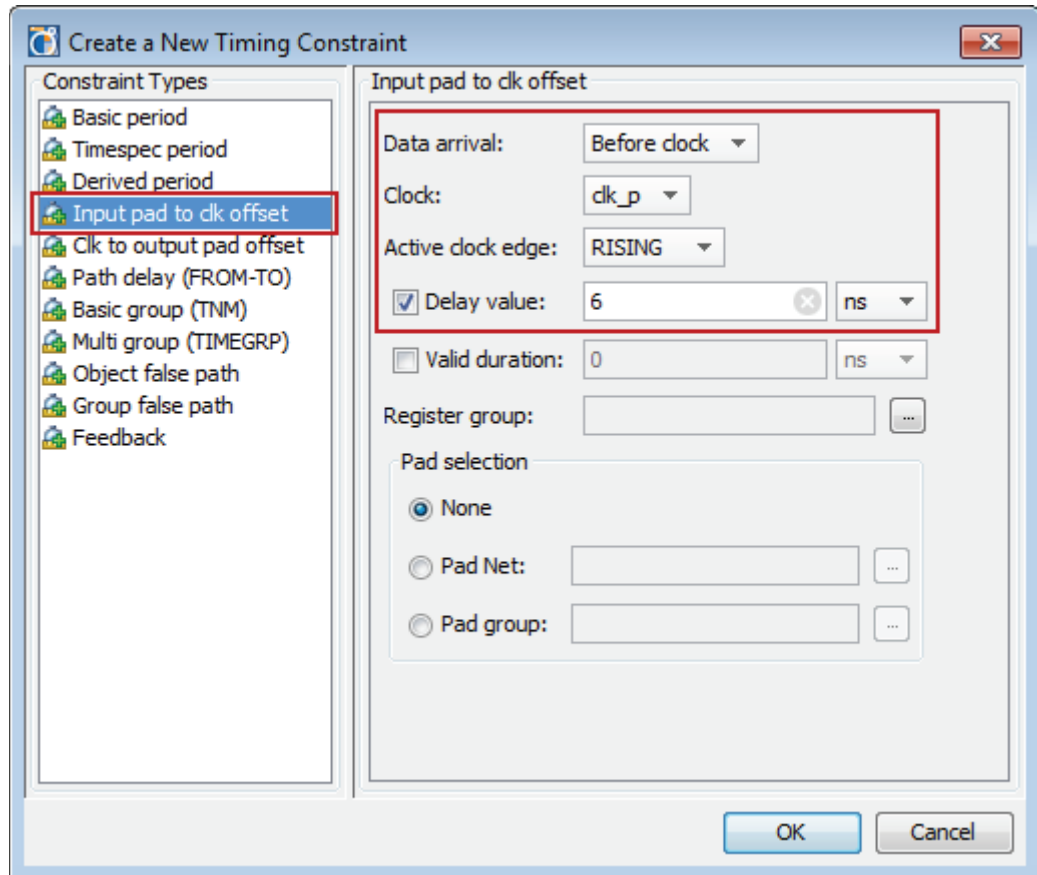 Create a New Timing Constraint
Constraint Types
Basic period
Timespec period
Derived period
Input pad to clk offset
Clk to output pad offset
Path delay (FROM-TO)
Basic group (TNM)
Multi group (TIMEGRP)
Object false path
Group false path
Feedback
Input pad to clk offset
Data arrival: Before clock
Clock: clk_p
Active clock edge: RISING
Delay value: 6 ns
Valid duration: 0 ns
Register group: ...
Pad selection
None
Pad Net: ...
Pad group: ...
OK Cancel